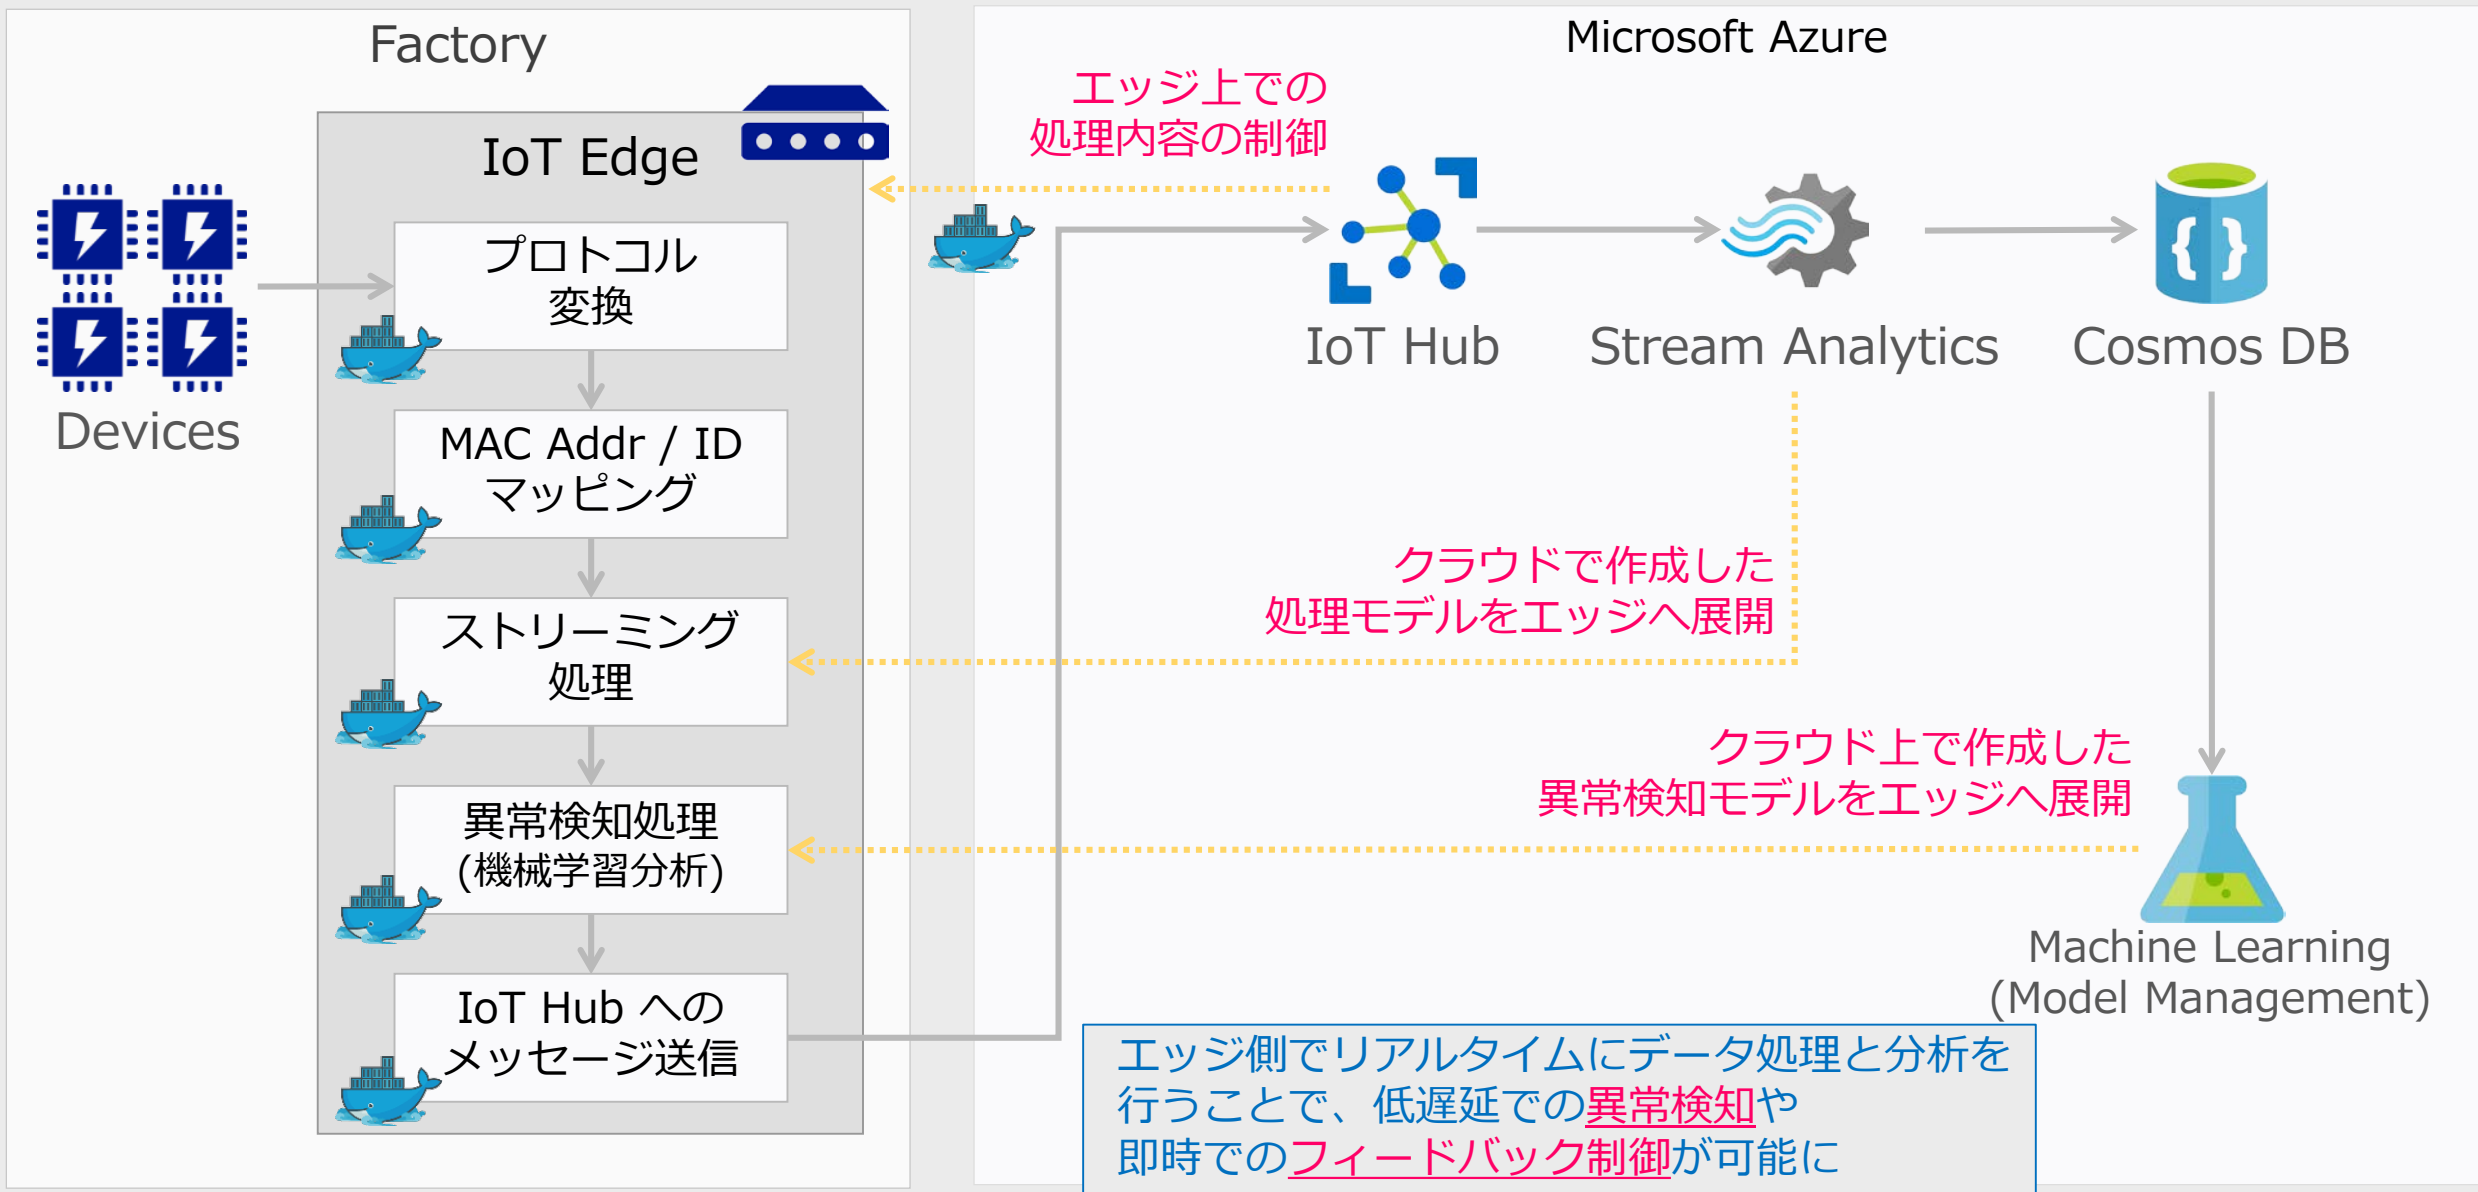 Factory
IoT Edge
Devices
プロトコル
変換
MAC Addr / ID
マッピング
ストリーミング
処理
異常検知処理
(機械学習分析)
IoT Hub への
メッセージ送信
Microsoft Azure
エッジ上での
処理内容の制御
IoT Hub
Stream Analytics
Cosmos DB
クラウドで作成した
処理モデルをエッジへ展開
クラウド上で作成した
異常検知モデルをエッジへ展開
Machine Learning
(Model Management)
エッジ側でリアルタイムにデータ処理と分析を
行うことで、低遅延での異常検知や
即時でのフィードバック制御が可能に